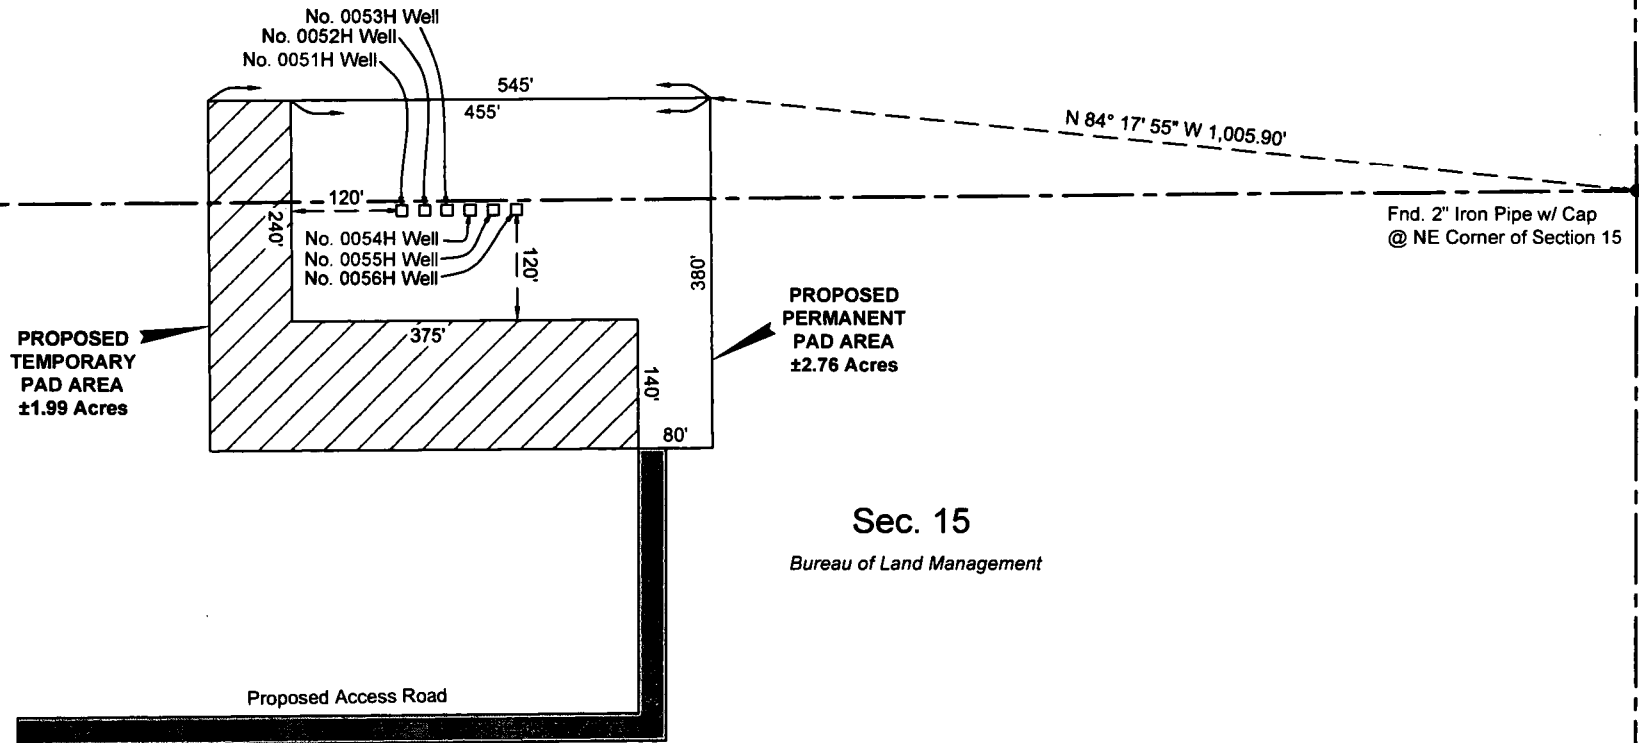 No. 0053H Well
No. 0052H Well
No. 0051H Well
545'
455'
N 84° 17' 55" W 1,005.90'
120'
240'
No. 0054H Well
No. 0055H Well
No. 0056H Well
120'
380'
Fnd. 2" Iron Pipe w/ Cap
@ NE Corner of Section 15
PROPOSED
TEMPORARY
PAD AREA
±1.99 Acres
375'
PROPOSED
PERMANENT
PAD AREA
±2.76 Acres
140'
80'
Sec. 15
Bureau of Land Management
Proposed Access Road